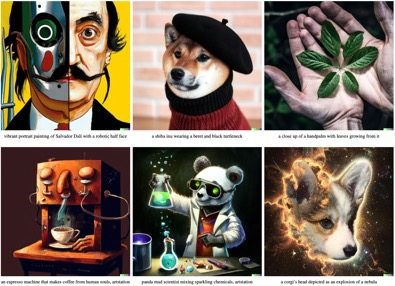 vibrant portrait painting of Salvador Dalí with a robotic half face
a shiba inu wearing a beret and black turtleneck
a close up of a handpalm with leaves growing from it
an espresso machine that makes coffee from human souls, artstation
panda mad scientist mixing sparkling chemicals, artstation
a corgi's head depicted as an explosion of a nebula